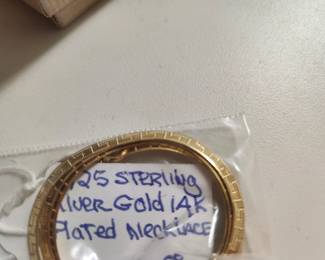 925 STERling
SIlVER Gold 14K
Plated Necklace